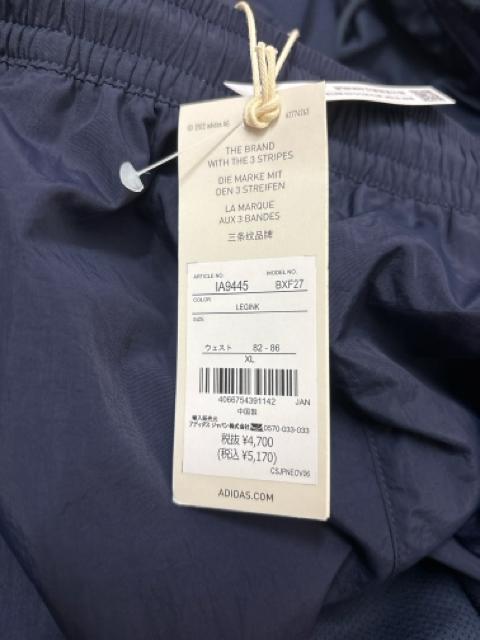 © 2022 adidas AG
THE BRAND
WITH THE 3 STRIPES
DIE MARKE MIT
DEN 3 STREIFEN
LA MARQUE
AUX 3 BANDES
三条纹品牌
ARTICLE NO. MODEL NO.
IA9445 BXF27
COLOR
LEGINK
SIZE
ウェスト 82 - 86
XL
4066754391142 JAN
中国製
輸入販売元
アディダス ジャパン株式会社 0570-033-033
税抜 ¥4,700
(税込 ¥5,170)
CSJPNEOV06
ADIDAS.COM